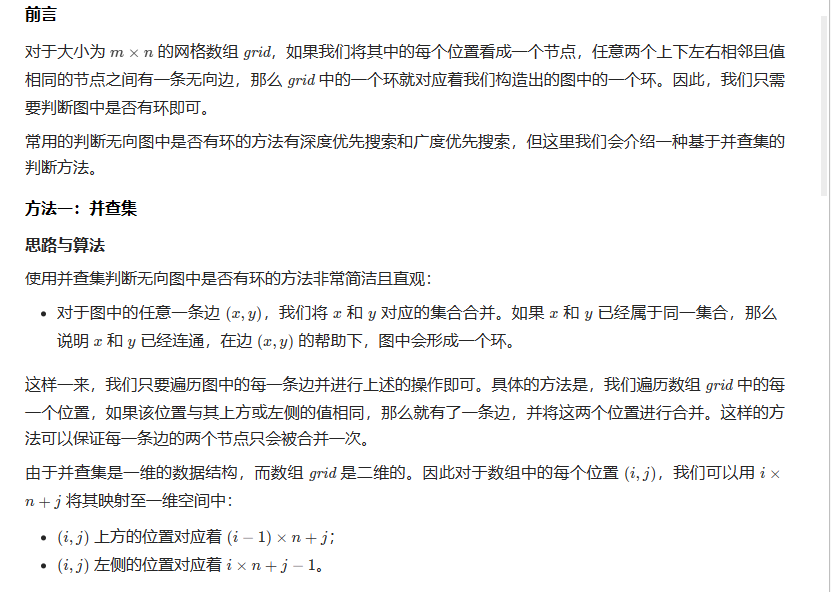 前言
对于大小为 m × n 的网格数组 grid，如果我们将其中的每个位置看成一个节点，任意两个上下左右相邻且值
相同的节点之间有一条无向边，那么 grid 中的一个环就对应着我们构造出的图中的一个环。因此，我们只需
要判断图中是否有环即可。
常用的判断无向图中是否有环的方法有深度优先搜索和广度优先搜索，但这里我们会介绍一种基于并查集的
判断方法。
方法一：并查集
思路与算法
使用并查集判断无向图中是否有环的方法非常简洁且直观：
• 对于图中的任意一条边 (x, y)，我们将 x 和 y 对应的集合合并。如果 x 和 y 已经属于同一集合，那么
说明 x 和 y 已经连通，在边 (x, y) 的帮助下，图中会形成一个环。
这样一来，我们只要遍历图中的每一条边并进行上述的操作即可。具体的方法是，我们遍历数组 grid 中的每
一个位置，如果该位置与其上方或左侧的值相同，那么就有了一条边，并将这两个位置进行合并。这样的方
法可以保证每一条边的两个节点只会被合并一次。
由于并查集是一维的数据结构，而数组 grid 是二维的。因此对于数组中的每个位置 (i, j)，我们可以用 i ×
n + j 将其映射至一维空间中：
• (i, j) 上方的位置对应着 (i − 1) × n + j；
• (i, j) 左侧的位置对应着 i × n + j − 1。